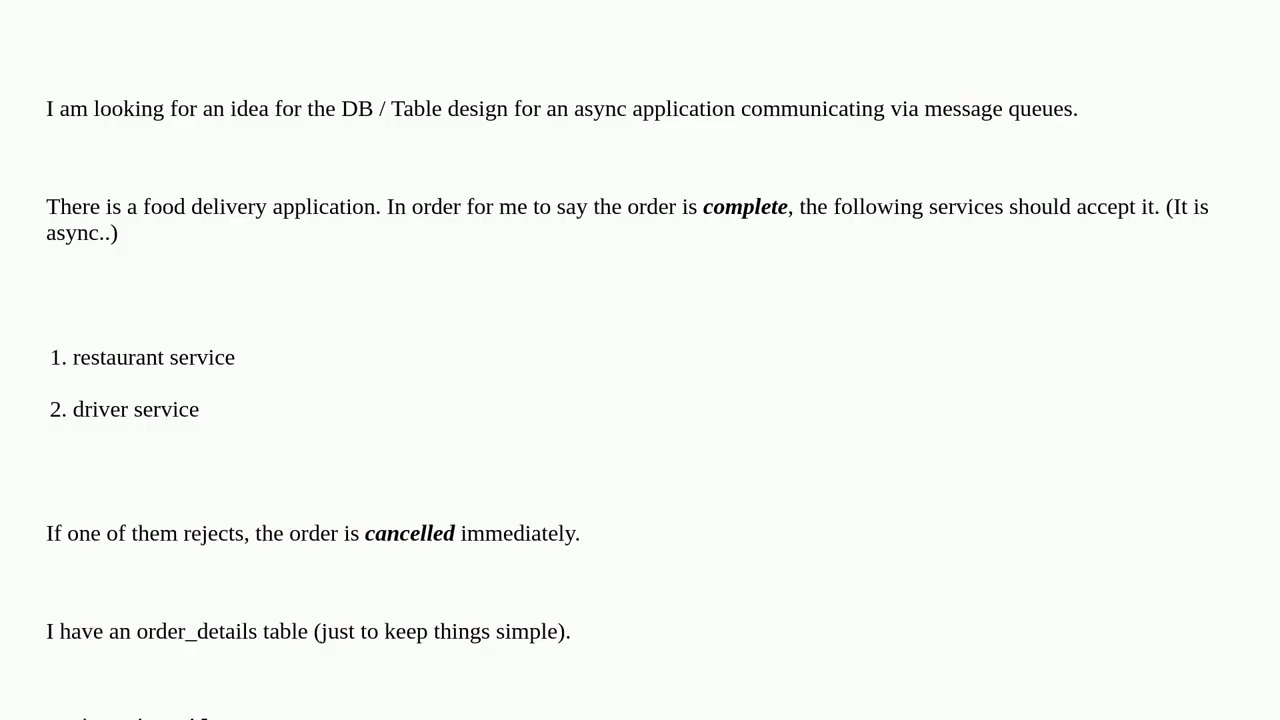 I am looking for an idea for the DB / Table design for an async application communicating via message queues.
There is a food delivery application. In order for me to say the order is complete, the following services should accept it. (It is
async..)
1. restaurant service
2. driver service
If one of them rejects, the order is cancelled immediately.
I have an order_details table (just to keep things simple).